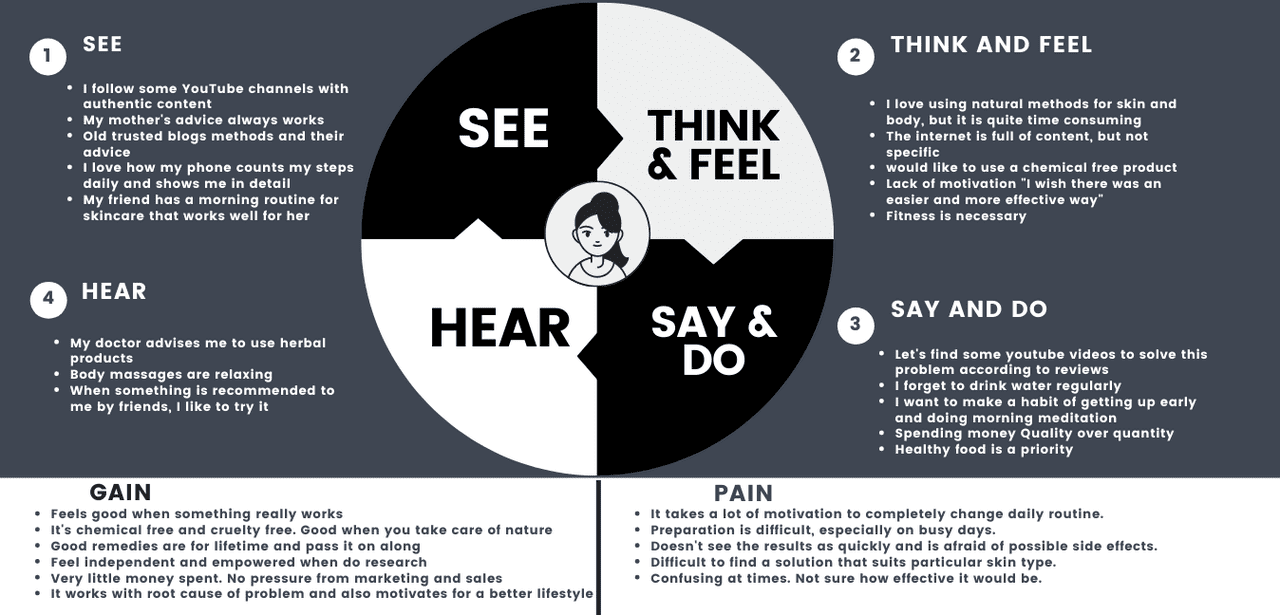 1
SEE
• I follow some YouTube channels with
authentic content
• My mother's advice always works
• Old trusted blogs methods and their
advice
• I love how my phone counts my steps
daily and shows me in detail
• My friend has a morning routine for
skincare that works well for her
SEE
THINK
& FEEL
2
THINK AND FEEL
• I love using natural methods for skin and
body, but it is quite time consuming
• The internet is full of content, but not
specific
• would like to use a chemical free product
• Lack of motivation "I wish there was an
easier and more effective way"
• Fitness is necessary
4
HEAR
• My doctor advises me to use herbal
products
• Body massages are relaxing
• When something is recommended to
me by friends, I like to try it
HEAR
SAY &
DO
3
SAY AND DO
• Let's find some youtube videos to solve this
problem according to reviews
• I forget to drink water regularly
• I want to make a habit of getting up early
and doing morning meditation
• Spending money Quality over quantity
• Healthy food is a priority
GAIN
• Feels good when something really works
• It's chemical free and cruelty free. Good when you take care of nature
• Good remedies are for lifetime and pass it on along
• Feel independent and empowered when do research
• Very little money spent. No pressure from marketing and sales
• It works with root cause of problem and also motivates for a better lifestyle
PAIN
• It takes a lot of motivation to completely change daily routine.
• Preparation is difficult, especially on busy days.
• Doesn't see the results as quickly and is afraid of possible side effects.
• Difficult to find a solution that suits particular skin type.
• Confusing at times. Not sure how effective it would be.